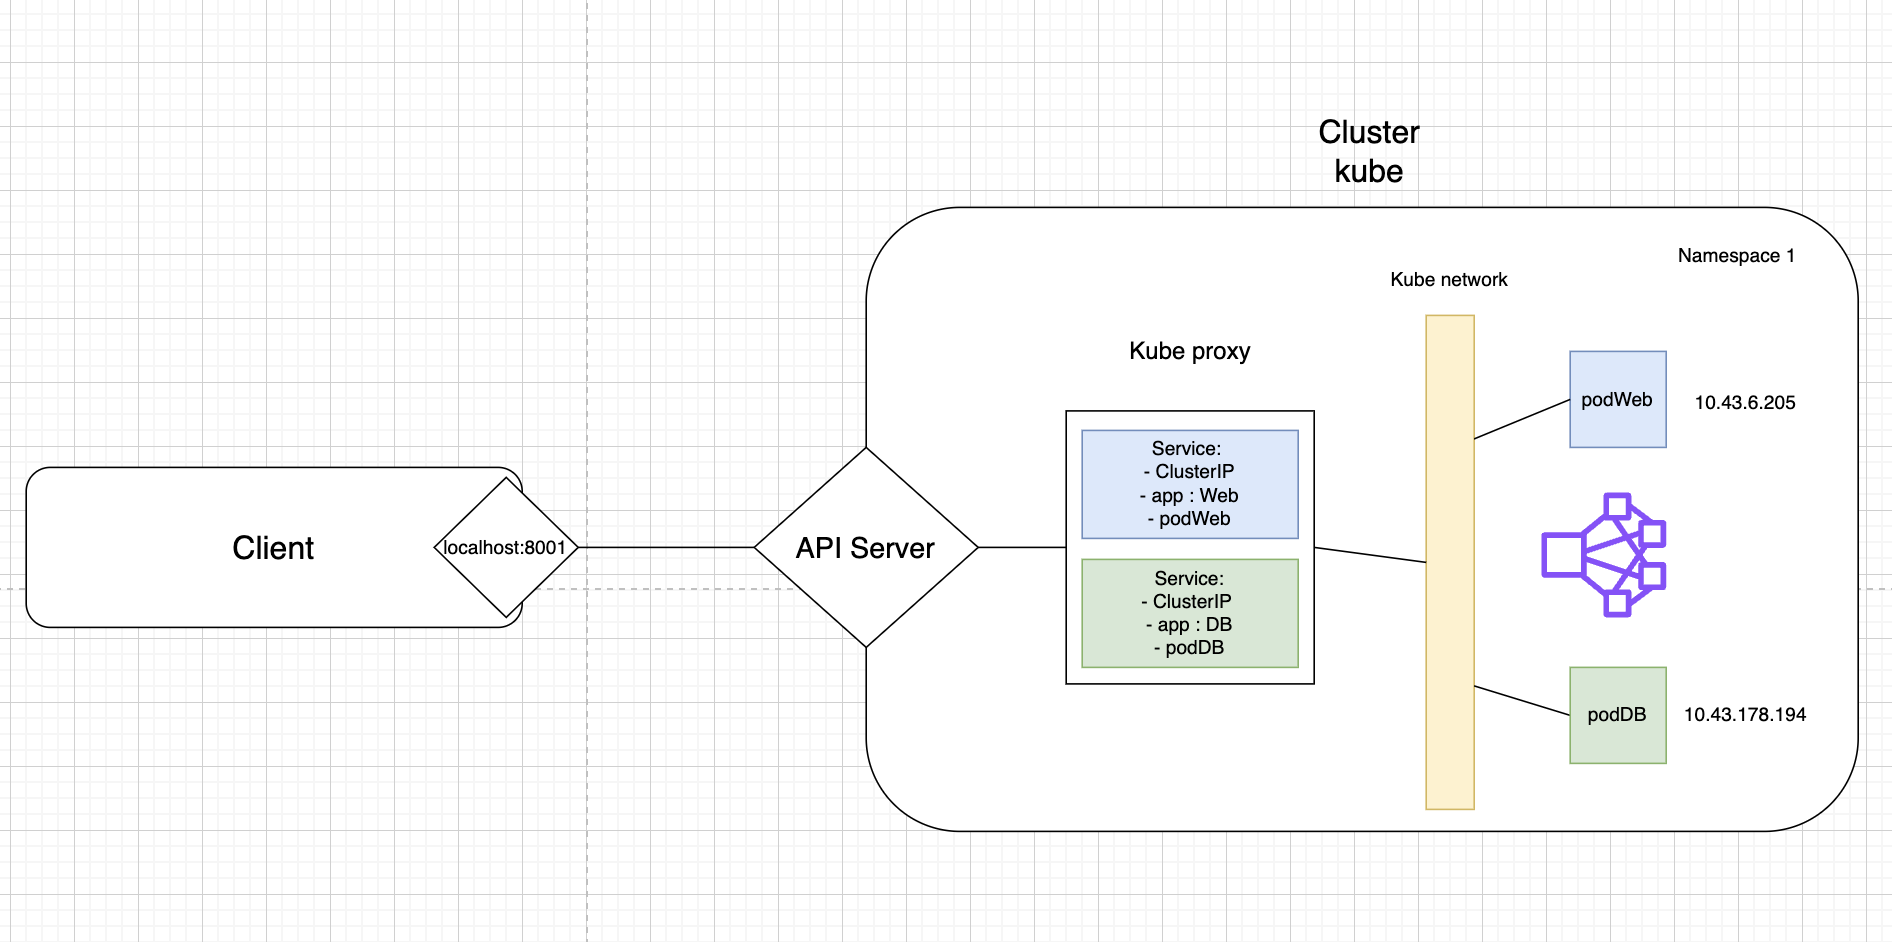 Cluster
kube
Namespace 1
Kube network
Kube proxy
Service:
- ClusterIP
- app : Web
- podWeb
podWeb
10.43.6.205
Client
localhost:8001
API Server
Service:
- ClusterIP
- app : DB
- podDB
podDB
10.43.178.194